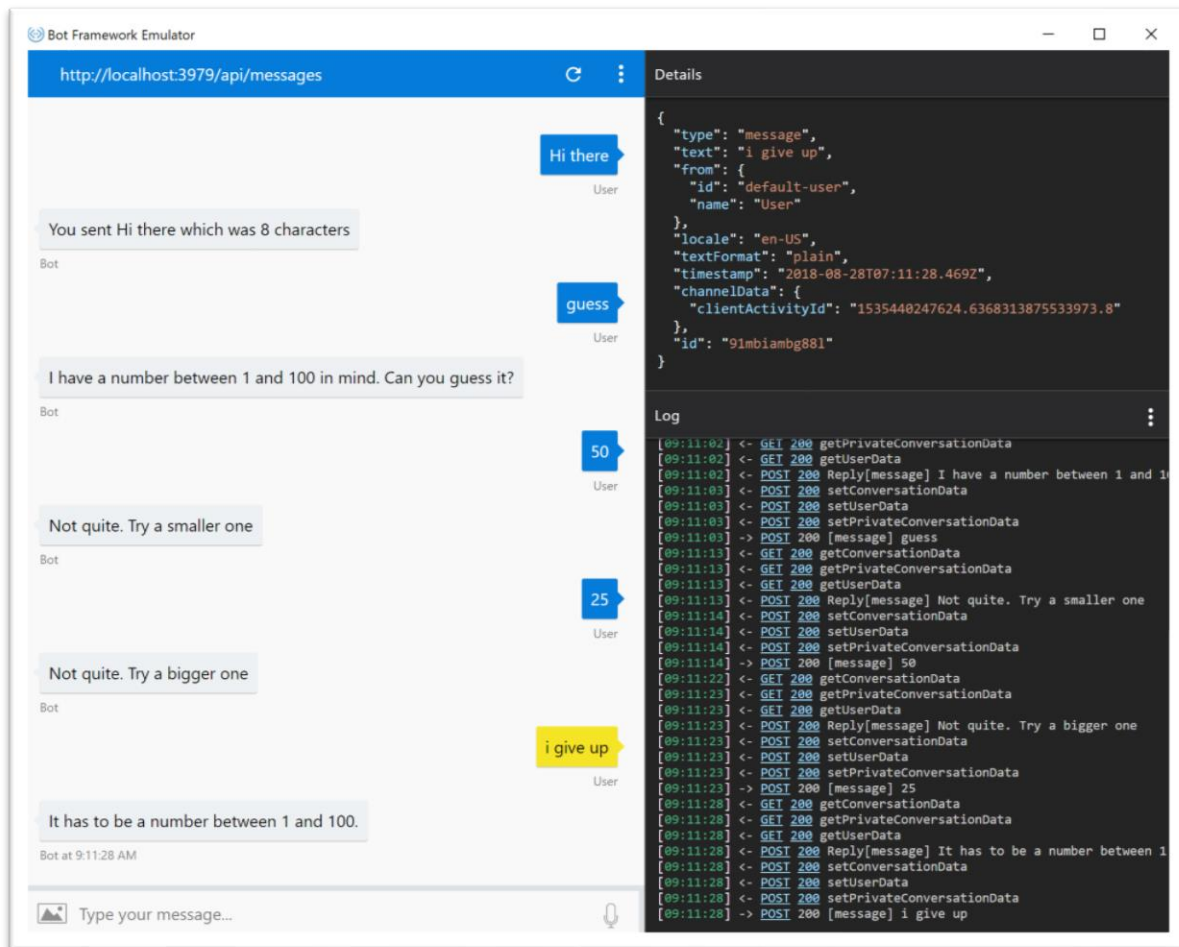 Bot Framework Emulator
http://localhost:3979/api/messages
Hi there
User
You sent Hi there which was 8 characters
Bot
guess
User
I have a number between 1 and 100 in mind. Can you guess it?
Bot
50
User
Not quite. Try a smaller one
Bot
25
User
Not quite. Try a bigger one
Bot
i give up
User
It has to be a number between 1 and 100.
Bot at 9:11:28 AM
Type your message...
Details
{
"type": "message",
"text": "i give up",
"from": {
"id": "default-user",
"name": "User"
},
"locale": "en-US",
"textFormat": "plain",
"timestamp": "2018-08-28T07:11:28.469Z",
"channelData": {
"clientActivityId": "1535440247624.6368313875533973.8"
},
"id": "91mbiambg88l"
}
Log
[09:11:02] <- GET 200 getPrivateConversationData
[09:11:02] <- GET 200 getUserData
[09:11:02] <- POST 200 Reply[message] I have a number between 1 and 10
[09:11:03] <- POST 200 setConversationData
[09:11:03] <- POST 200 setUserData
[09:11:03] <- POST 200 setPrivateConversationData
[09:11:03] -> POST 200 [message] guess
[09:11:13] <- GET 200 getConversationData
[09:11:13] <- GET 200 getPrivateConversationData
[09:11:13] <- GET 200 getUserData
[09:11:13] <- POST 200 Reply[message] Not quite. Try a smaller one
[09:11:14] <- POST 200 setConversationData
[09:11:14] <- POST 200 setUserData
[09:11:14] <- POST 200 setPrivateConversationData
[09:11:14] -> POST 200 [message] 50
[09:11:22] <- GET 200 getConversationData
[09:11:23] <- GET 200 getPrivateConversationData
[09:11:23] <- GET 200 getUserData
[09:11:23] <- POST 200 Reply[message] Not quite. Try a bigger one
[09:11:23] <- POST 200 setConversationData
[09:11:23] <- POST 200 setUserData
[09:11:23] <- POST 200 setPrivateConversationData
[09:11:23] -> POST 200 [message] 25
[09:11:28] <- GET 200 getConversationData
[09:11:28] <- GET 200 getPrivateConversationData
[09:11:28] <- GET 200 getUserData
[09:11:28] <- POST 200 Reply[message] It has to be a number between 1
[09:11:28] <- POST 200 setConversationData
[09:11:28] <- POST 200 setUserData
[09:11:28] <- POST 200 setPrivateConversationData
[09:11:28] -> POST 200 [message] i give up